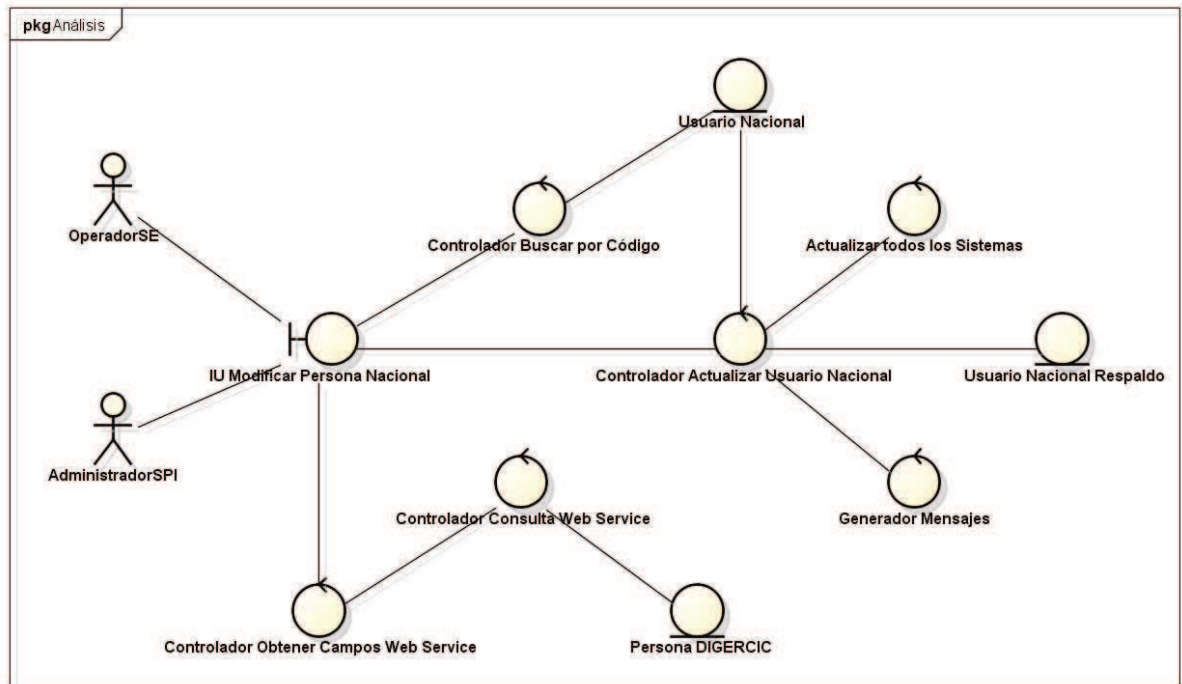 pkg Análisis
Usuario Nacional
OperadorSE
Controlador Buscar por Código
Actualizar todos los Sistemas
IU Modificar Persona Nacional
Controlador Actualizar Usuario Nacional
Usuario Nacional Respaldo
AdministradorSPI
Controlador Consulta Web Service
Generador Mensajes
Controlador Obtener Campos Web Service
Persona DIGERCIC